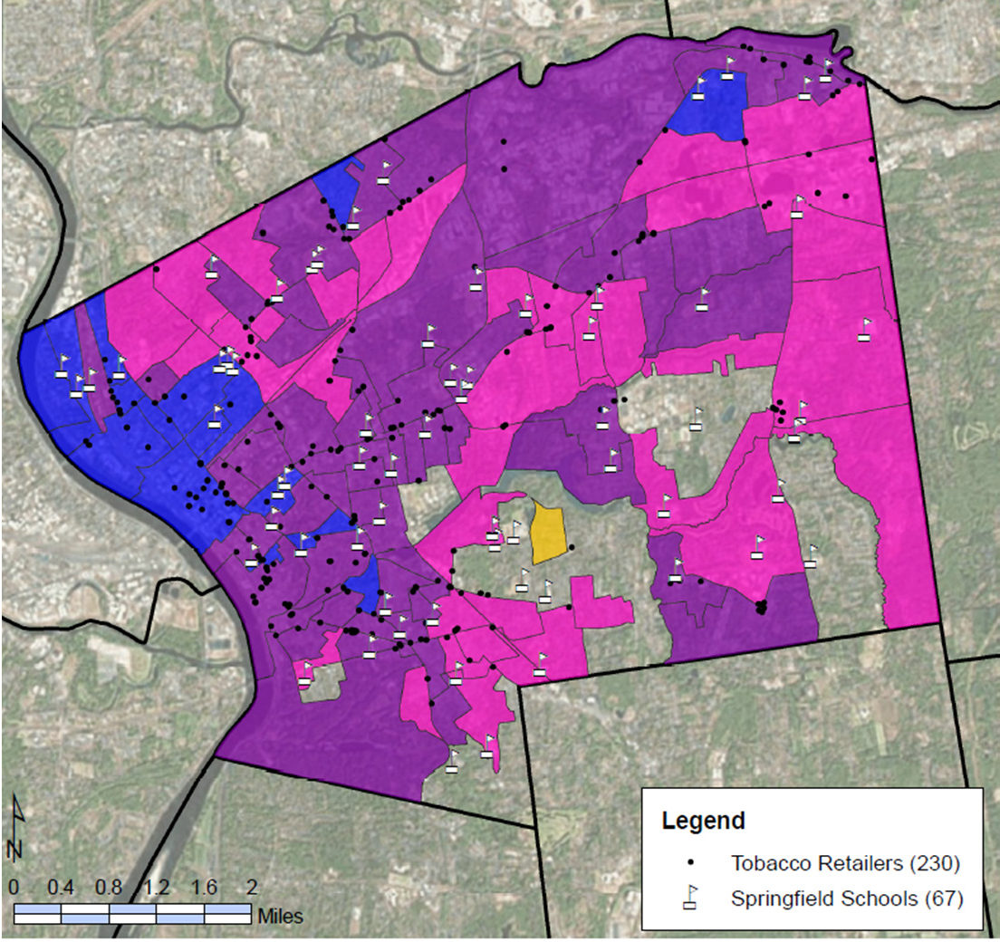 N
0 0.4 0.8 1.2 1.6 2
Miles
Legend
Tobacco Retailers (230)
Springfield Schools (67)